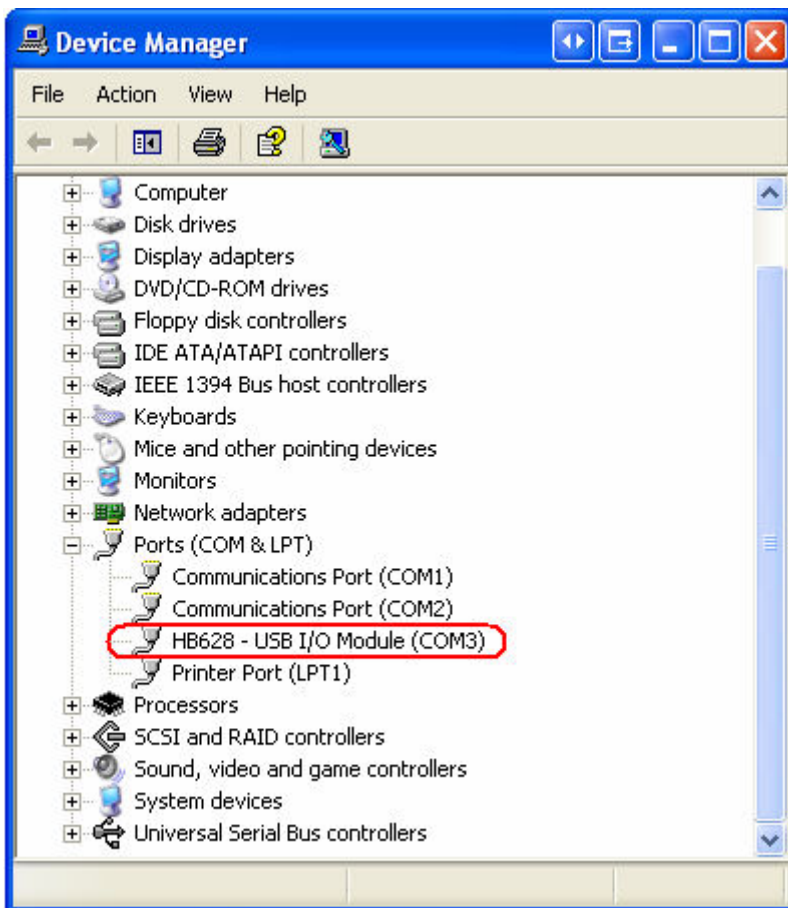 Device Manager
File Action View Help
Computer
Disk drives
Display adapters
DVD/CD-ROM drives
Floppy disk controllers
IDE ATA/ATAPI controllers
IEEE 1394 Bus host controllers
Keyboards
Mice and other pointing devices
Monitors
Network adapters
Ports (COM & LPT)
Communications Port (COM1)
Communications Port (COM2)
HB628 - USB I/O Module (COM3)
Printer Port (LPT1)
Processors
SCSI and RAID controllers
Sound, video and game controllers
System devices
Universal Serial Bus controllers